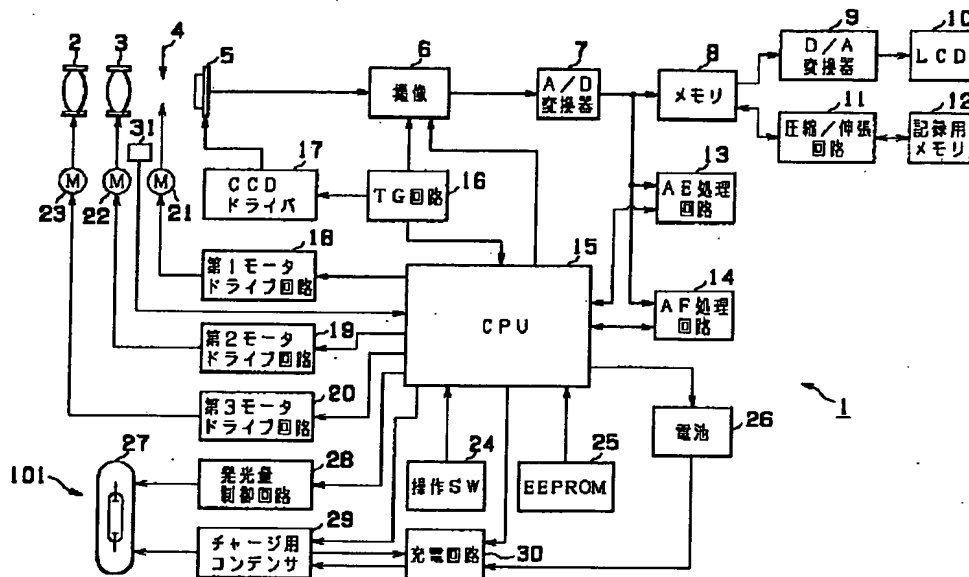 2
3
4
5
6
撮像
7
A/D
変換器
8
メモリ
9
D/A
変換器
10
LCD
11
圧縮/伸張
回路
12
記録用
メモリ
13
AE処理
回路
14
AF処理
回路
15
CPU
16
TG回路
17
CCD
ドライバ
31
M
23
M
22
M
21
18
第1モータ
ドライブ回路
19
第2モータ
ドライブ回路
20
第3モータ
ドライブ回路
1
24
操作SW
25
EEPROM
26
電池
101
27
28
発光量
制御回路
29
チャージ用
コンデンサ
充電回路
30